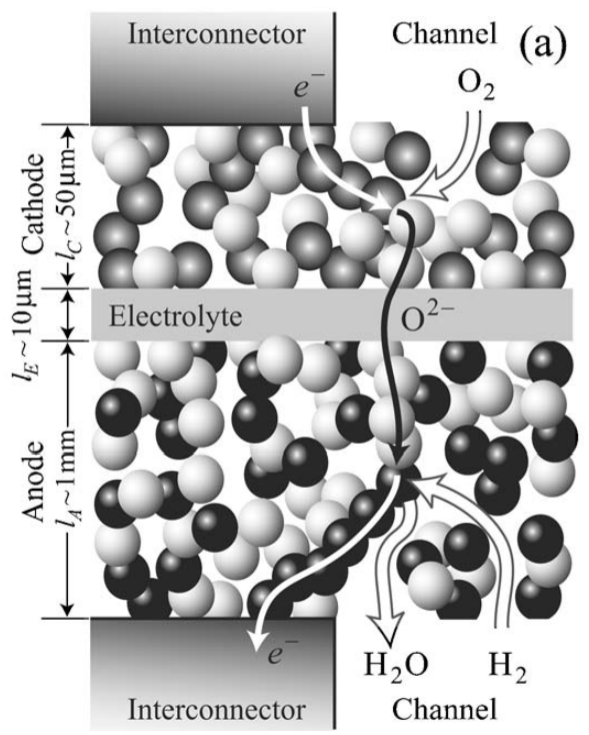 Interconnector
Channel
(a)
e⁻
O₂
Cathode
l_C~50μm
l_E~10μm
Electrolyte
O²⁻
Anode
l_A~1mm
e⁻
H₂O
H₂
Interconnector
Channel